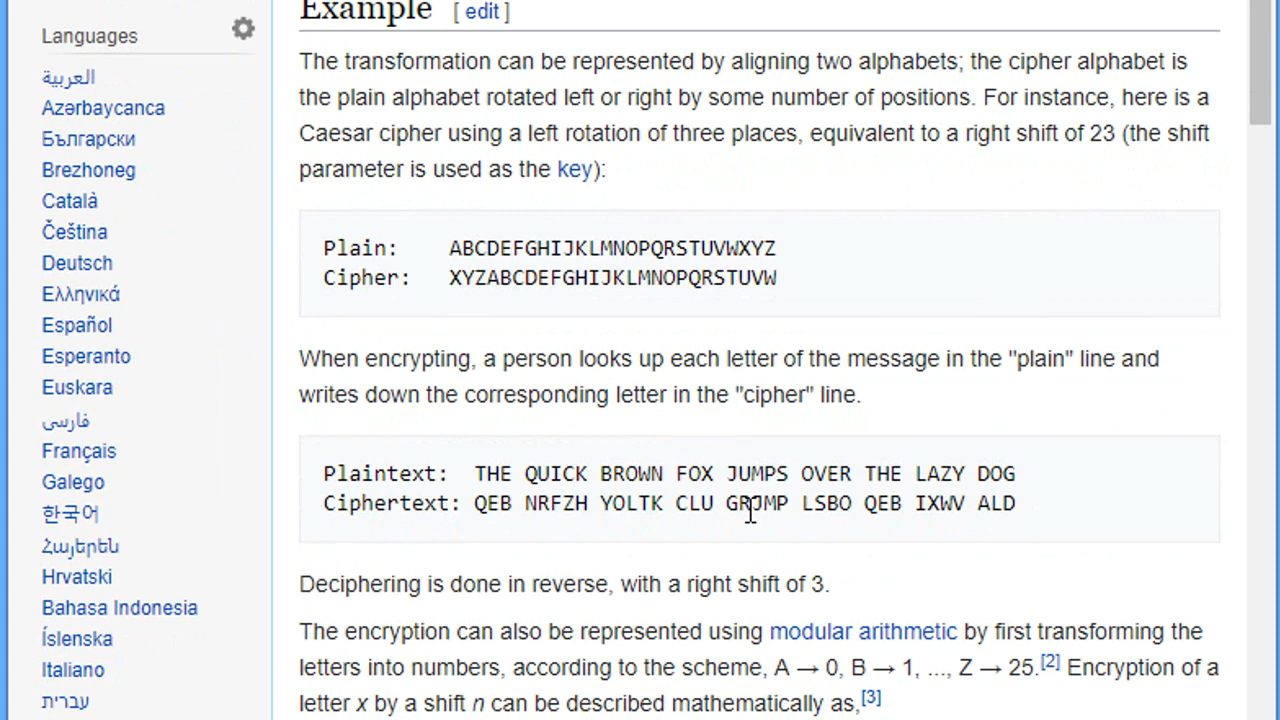 Languages
العربية
Azərbaycanca
Български
Brezhoneg
Català
Čeština
Deutsch
Ελληνικά
Español
Esperanto
Euskara
فارسی
Français
Galego
한국어
Հայերեն
Hrvatski
Bahasa Indonesia
Íslenska
Italiano
עברית
Example [ edit ]
The transformation can be represented by aligning two alphabets; the cipher alphabet is
the plain alphabet rotated left or right by some number of positions. For instance, here is a
Caesar cipher using a left rotation of three places, equivalent to a right shift of 23 (the shift
parameter is used as the key):
Plain: ABCDEFGHIJKLMNOPQRSTUVWXYZ
Cipher: XYZABCDEFGHIJKLMNOPQRSTUVW
When encrypting, a person looks up each letter of the message in the "plain" line and
writes down the corresponding letter in the "cipher" line.
Plaintext: THE QUICK BROWN FOX JUMPS OVER THE LAZY DOG
Ciphertext: QEB NRFZH YOLTK CLU GRJMP LSBO QEB IXWV ALD
Deciphering is done in reverse, with a right shift of 3.
The encryption can also be represented using modular arithmetic by first transforming the
letters into numbers, according to the scheme, A → 0, B → 1, ..., Z → 25.[2] Encryption of a
letter x by a shift n can be described mathematically as,[3]